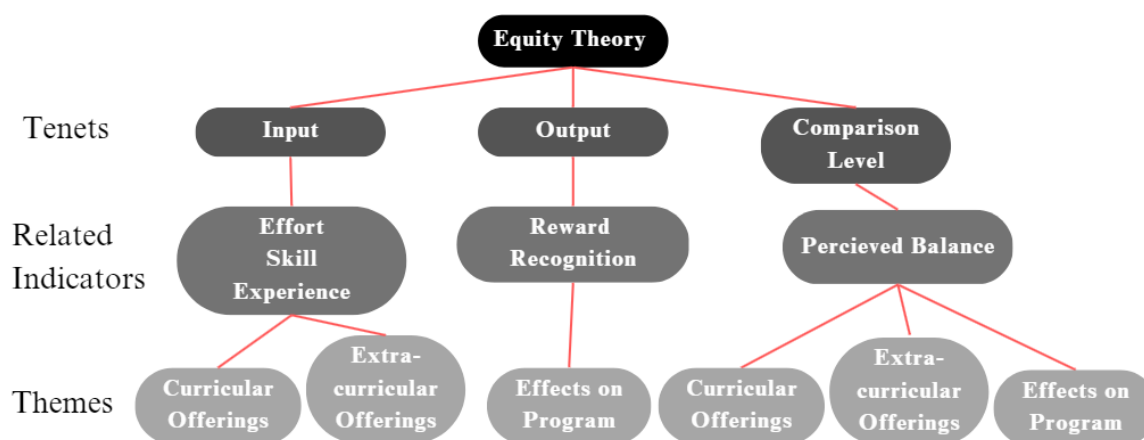 Equity Theory
Tenets
Input
Output
Comparison
Level
Related
Indicators
Effort
Skill
Experience
Reward
Recognition
Percieved Balance
Themes
Curricular
Offerings
Extra-
curricular
Offerings
Effects on
Program
Curricular
Offerings
Extra-
curricular
Offerings
Effects on
Program